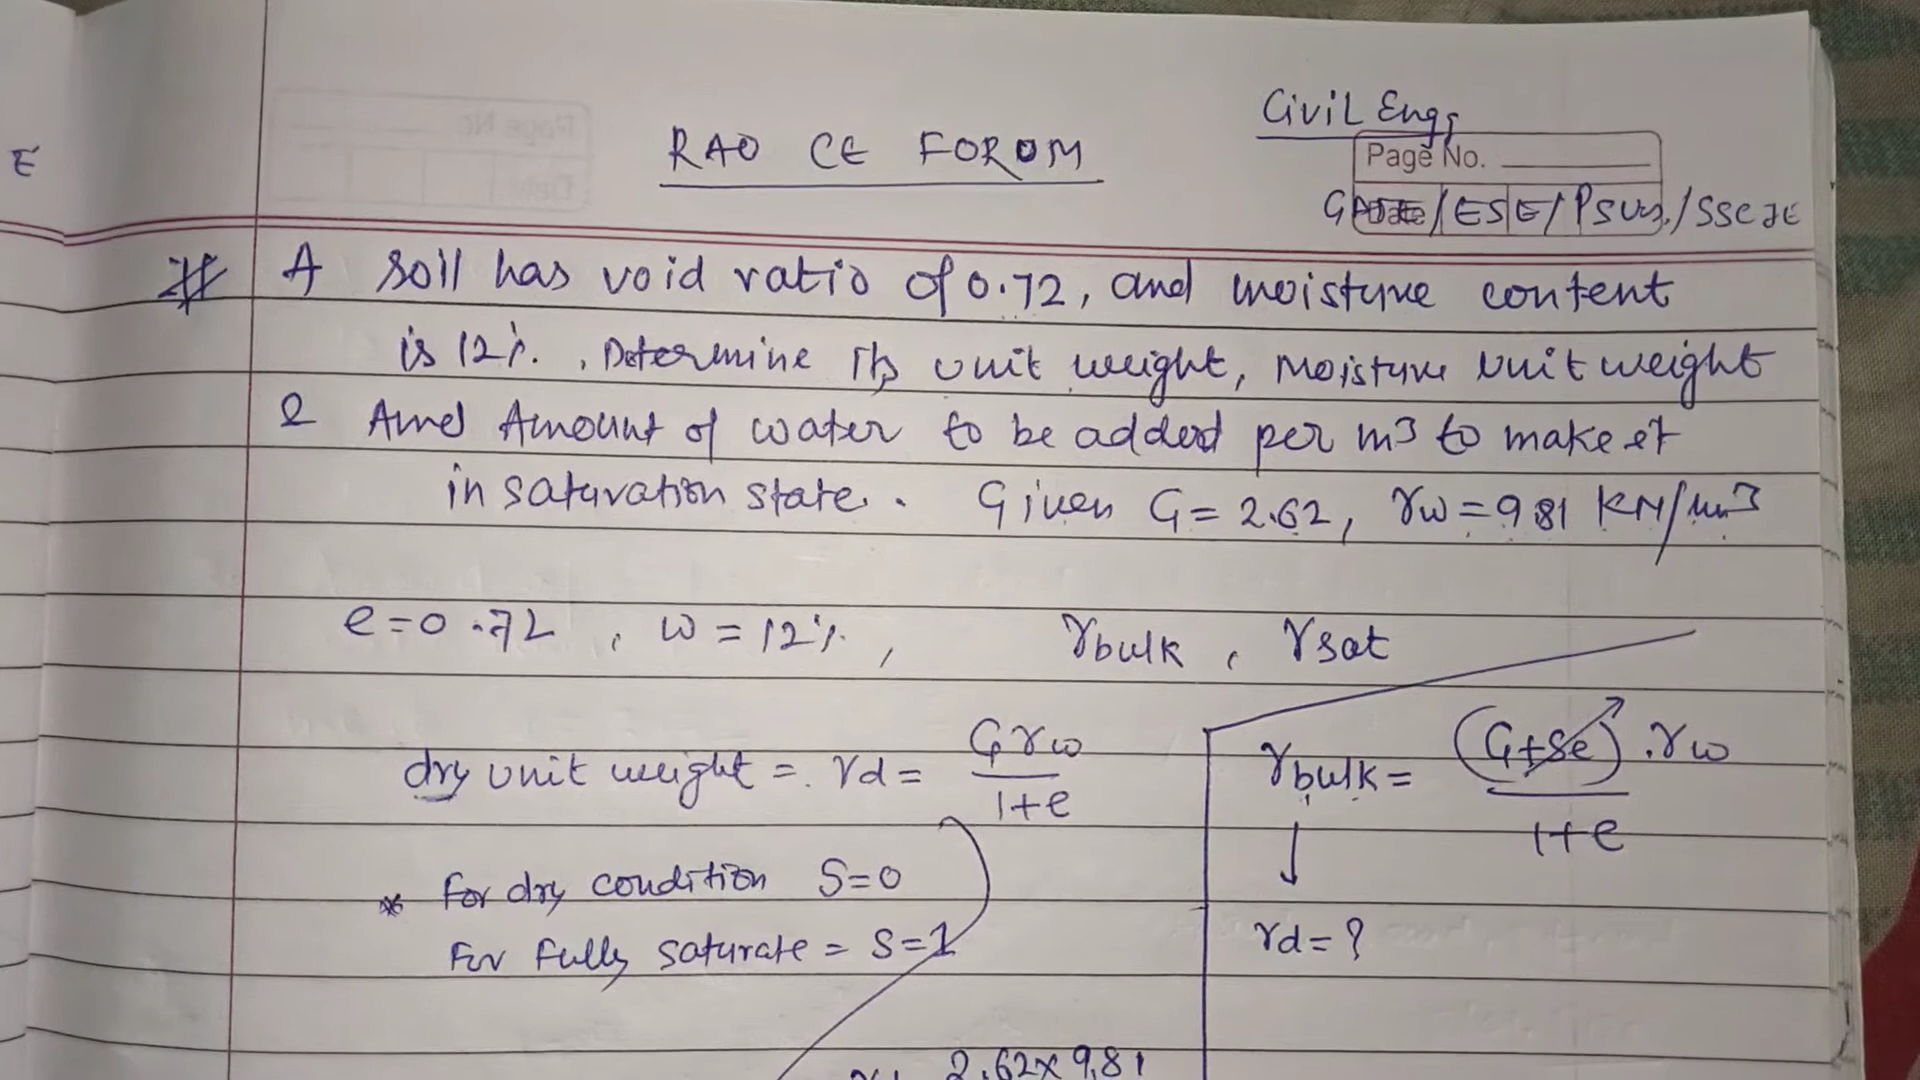 E
RAO CE FORUM
Civil Engg
Page No.
GATE/ESE/PSUs./SSC JE
# A soil has void ratio of 0.72, and moisture content
is 12%. , Determine its unit weight, Moisture unit weight
& And Amount of water to be added per m3 to make it
in saturation state. Given G = 2.62, γw = 9.81 KN/m3
e = 0.72 , w = 12%. , γbulk , γsat
dry unit weight = γd = Gγw / 1+e
γbulk = (G+Se).γw / 1+e
* for dry condition S=0
↓
For fully saturate = S=1
γd = ?
2.62 x 9.81